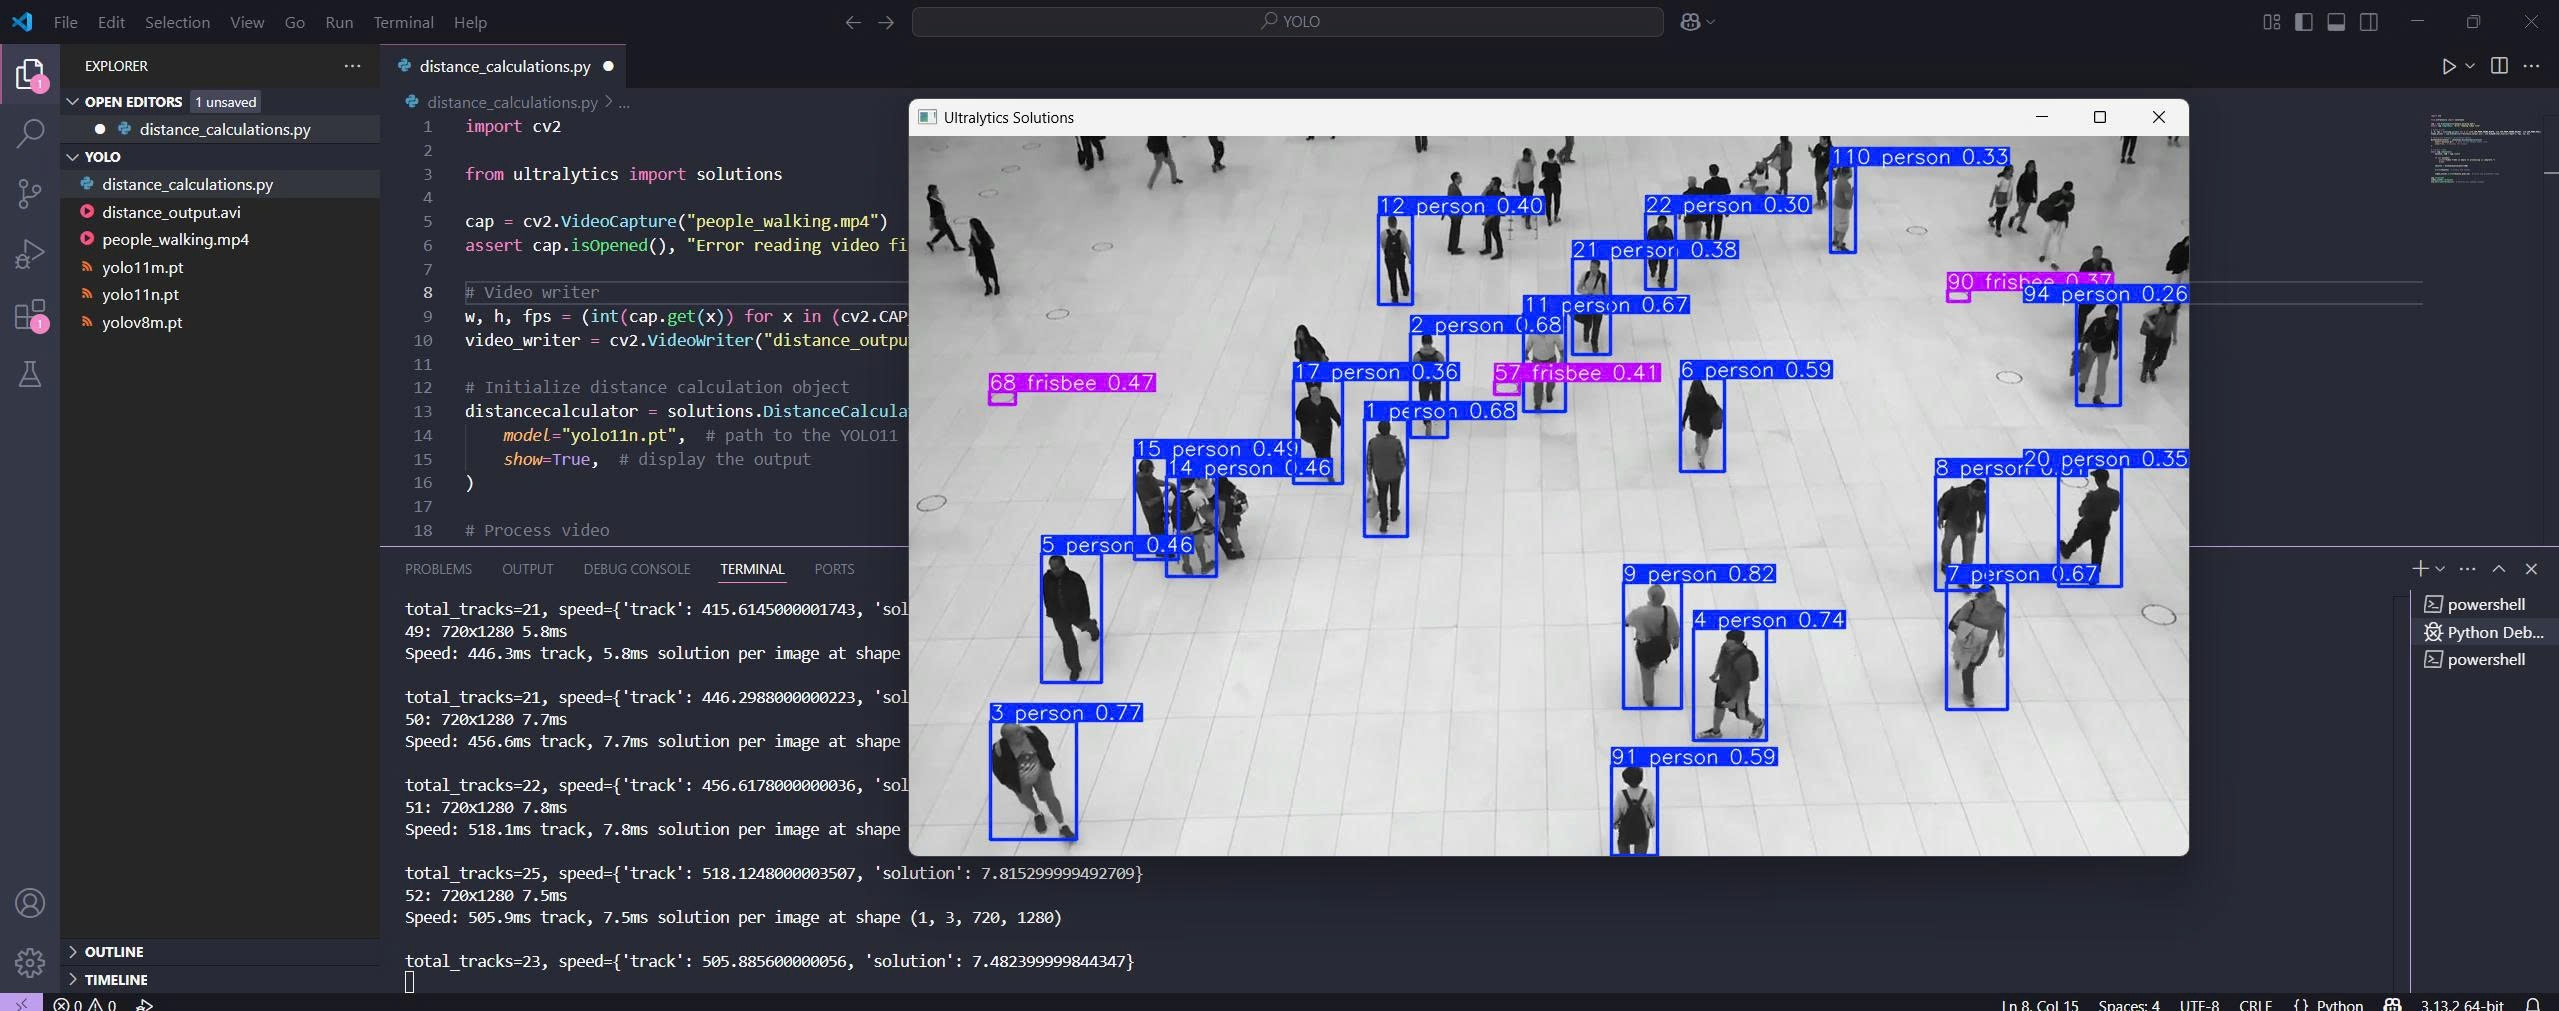 File Edit Selection View Go Run Terminal Help
YOLO
EXPLORER
OPEN EDITORS 1 unsaved
distance_calculations.py
YOLO
distance_calculations.py
distance_output.avi
people_walking.mp4
yolo11m.pt
yolo11n.pt
yolov8m.pt
OUTLINE
TIMELINE
1
1
distance_calculations.py
distance_calculations.py > ...
1 import cv2
2
3 from ultralytics import solutions
4
5 cap = cv2.VideoCapture("people_walking.mp4")
6 assert cap.isOpened(), "Error reading video fi
7
8 # Video writer
9 w, h, fps = (int(cap.get(x)) for x in (cv2.CAP_
10 video_writer = cv2.VideoWriter("distance_outpu
11
12 # Initialize distance calculation object
13 distancecalculator = solutions.DistanceCalcula
14 model="yolo11n.pt", # path to the YOLO11
15 show=True, # display the output
16 )
17
18 # Process video
Ultralytics Solutions
110 person 0.33
12 person 0.40
22 person 0.30
21 person 0.38
90 frisbee 0.37
94 person 0.26
11 person 0.67
2 person 0.68
17 person 0.36
57 frisbee 0.41
6 person 0.59
68 frisbee 0.47
1 person 0.68
15 person 0.49
14 person 0.46
8 person
20 person 0.35
5 person 0.46
9 person 0.82
7 person 0.67
4 person 0.74
3 person 0.77
91 person 0.59
PROBLEMS OUTPUT DEBUG CONSOLE TERMINAL PORTS
total_tracks=21, speed={'track': 415.6145000001743, 'sol
49: 720x1280 5.8ms
Speed: 446.3ms track, 5.8ms solution per image at shape
total_tracks=21, speed={'track': 446.2988000000223, 'sol
50: 720x1280 7.7ms
Speed: 456.6ms track, 7.7ms solution per image at shape
total_tracks=22, speed={'track': 456.6178000000036, 'sol
51: 720x1280 7.8ms
Speed: 518.1ms track, 7.8ms solution per image at shape
total_tracks=25, speed={'track': 518.1248000003507, 'solution': 7.815299999492709}
52: 720x1280 7.5ms
Speed: 505.9ms track, 7.5ms solution per image at shape (1, 3, 720, 1280)
total_tracks=23, speed={'track': 505.885600000056, 'solution': 7.482399999844347}
powershell
Python Deb...
powershell
0 0
Ln 8, Col 15 Spaces: 4 UTF-8 CRLF {} Python 3.13.2 64-bit